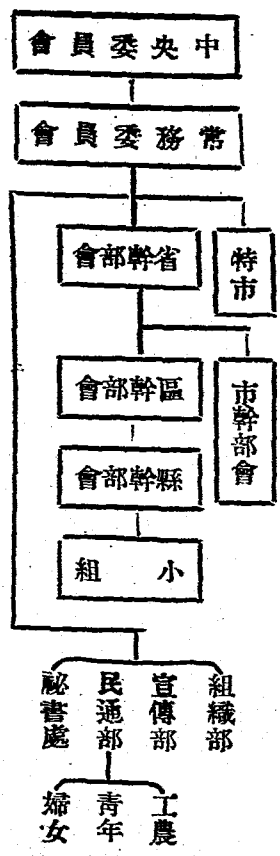 中央委員會
常務委員會
特市
省幹部會
市幹部會
區幹部會
縣幹部會
小組
組織部
宣傳部
民通部
秘書處
工農
青年
婦女